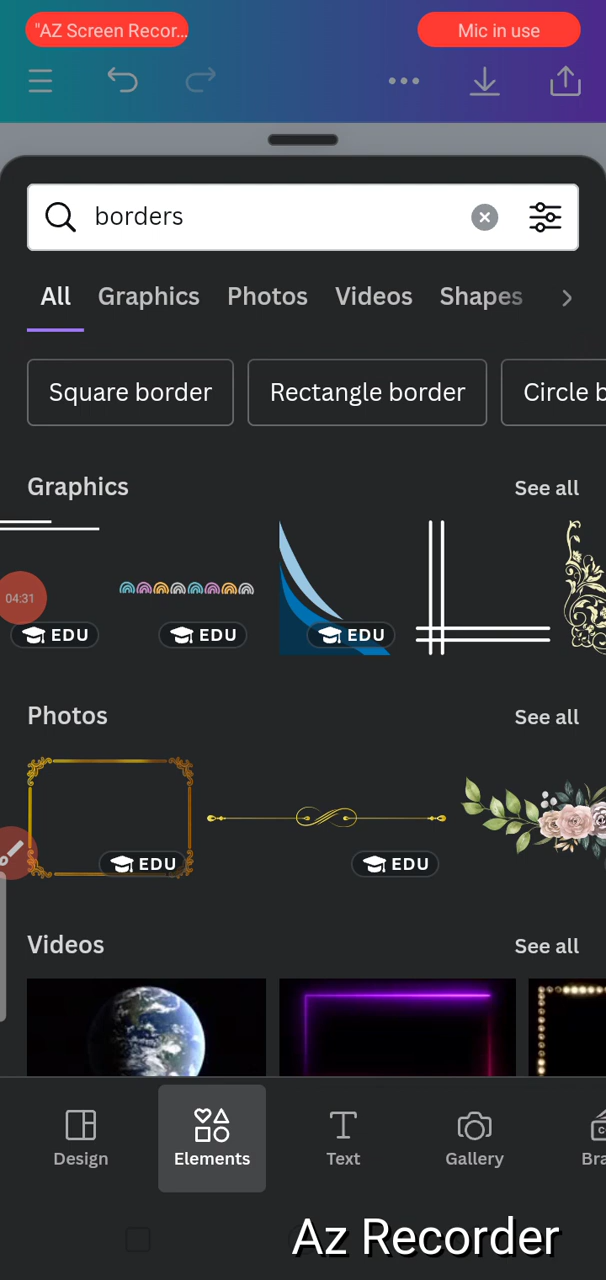 "AZ Screen Recor...
Mic in use
borders
All Graphics Photos Videos Shapes
Square border Rectangle border Circle b
Graphics See all
04:31
EDU EDU EDU
Photos See all
EDU EDU
Videos See all
Design Elements Text Gallery Bra
Az Recorder